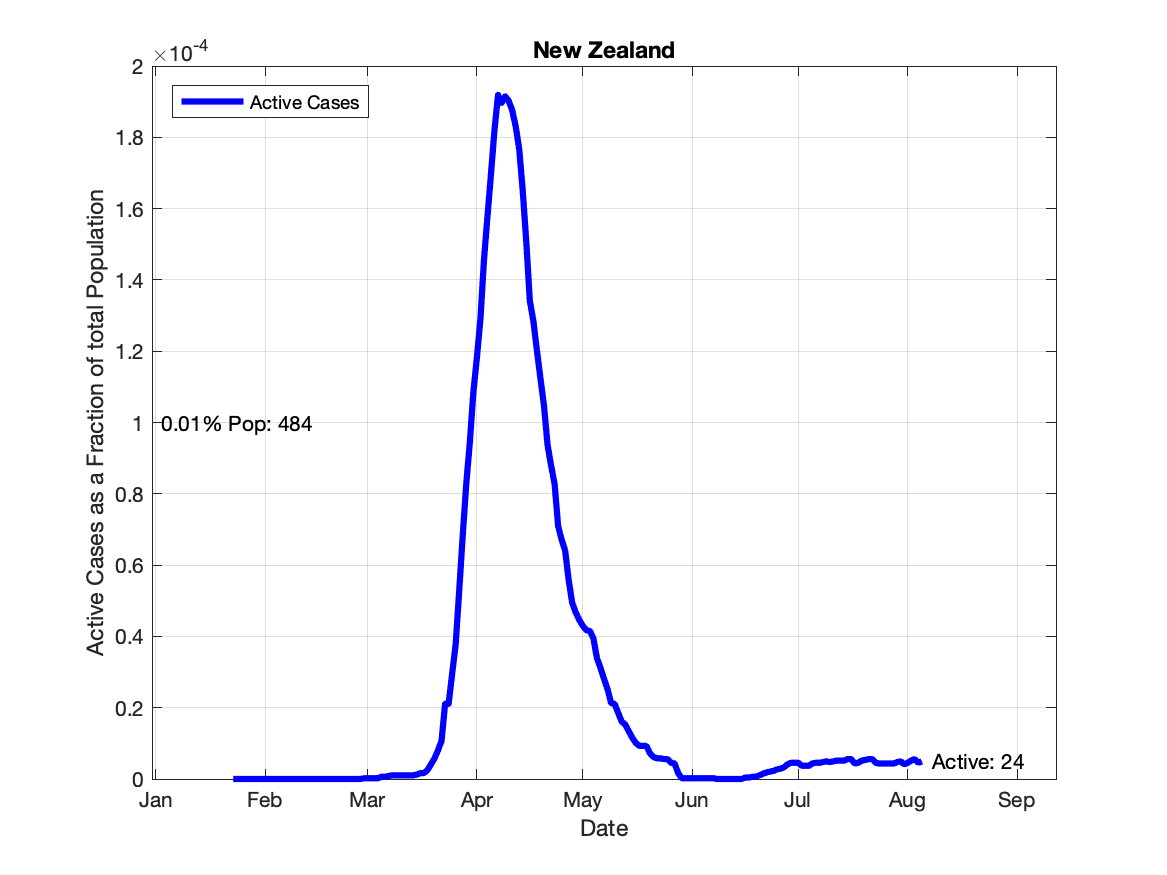 New Zealand
×10-4
2
1.8
1.6
1.4
1.2
1
0.8
0.6
0.4
0.2
0
Active Cases as a Fraction of total Population
Active Cases
0.01% Pop: 484
Active: 24
Jan Feb Mar Apr May Jun Jul Aug Sep
Date